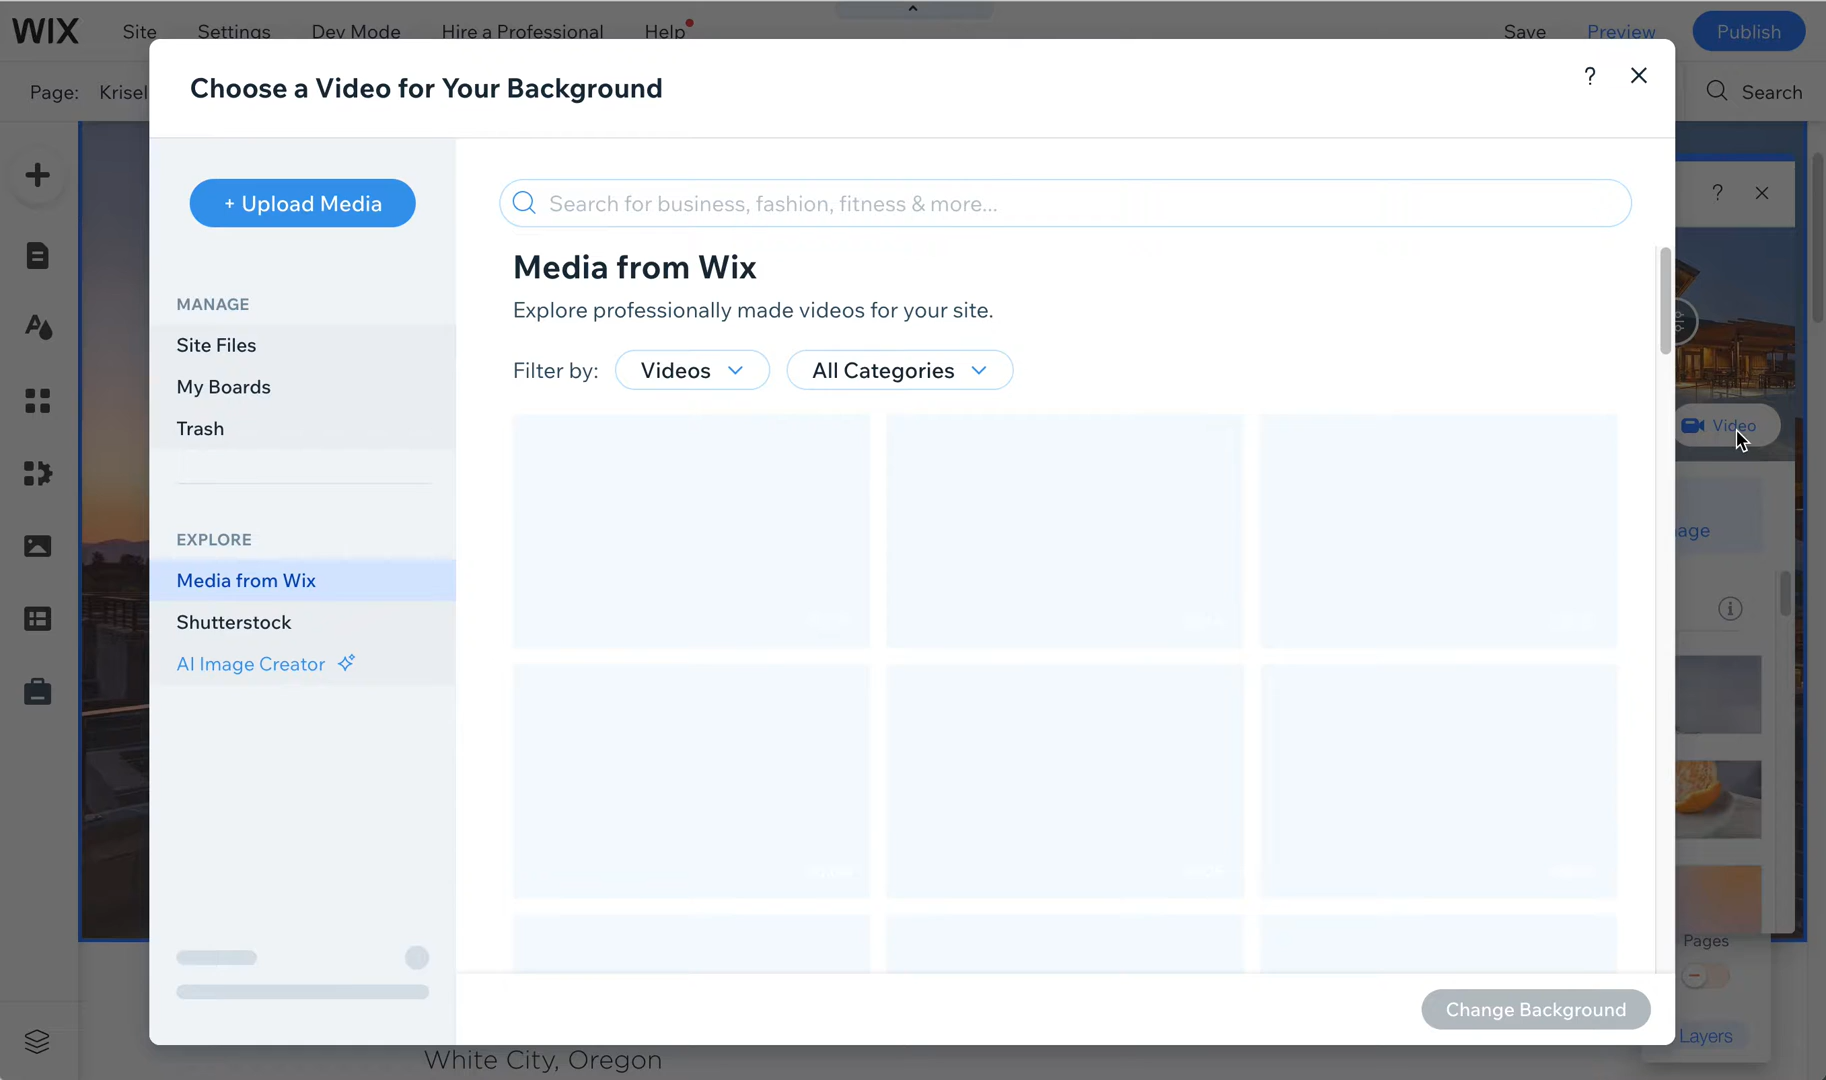 WIX
Site
Settings
Dev Mode
Hire a Professional
Help
Save
Preview
Publish
Page:
Krisel
Search
Choose a Video for Your Background
?
+ Upload Media
Search for business, fashion, fitness & more...
MANAGE
Site Files
My Boards
Trash
EXPLORE
Media from Wix
Shutterstock
AI Image Creator
Media from Wix
Explore professionally made videos for your site.
Filter by:
Videos
All Categories
Change Background
?
Video
age
Pages
Layers
White City, Oregon